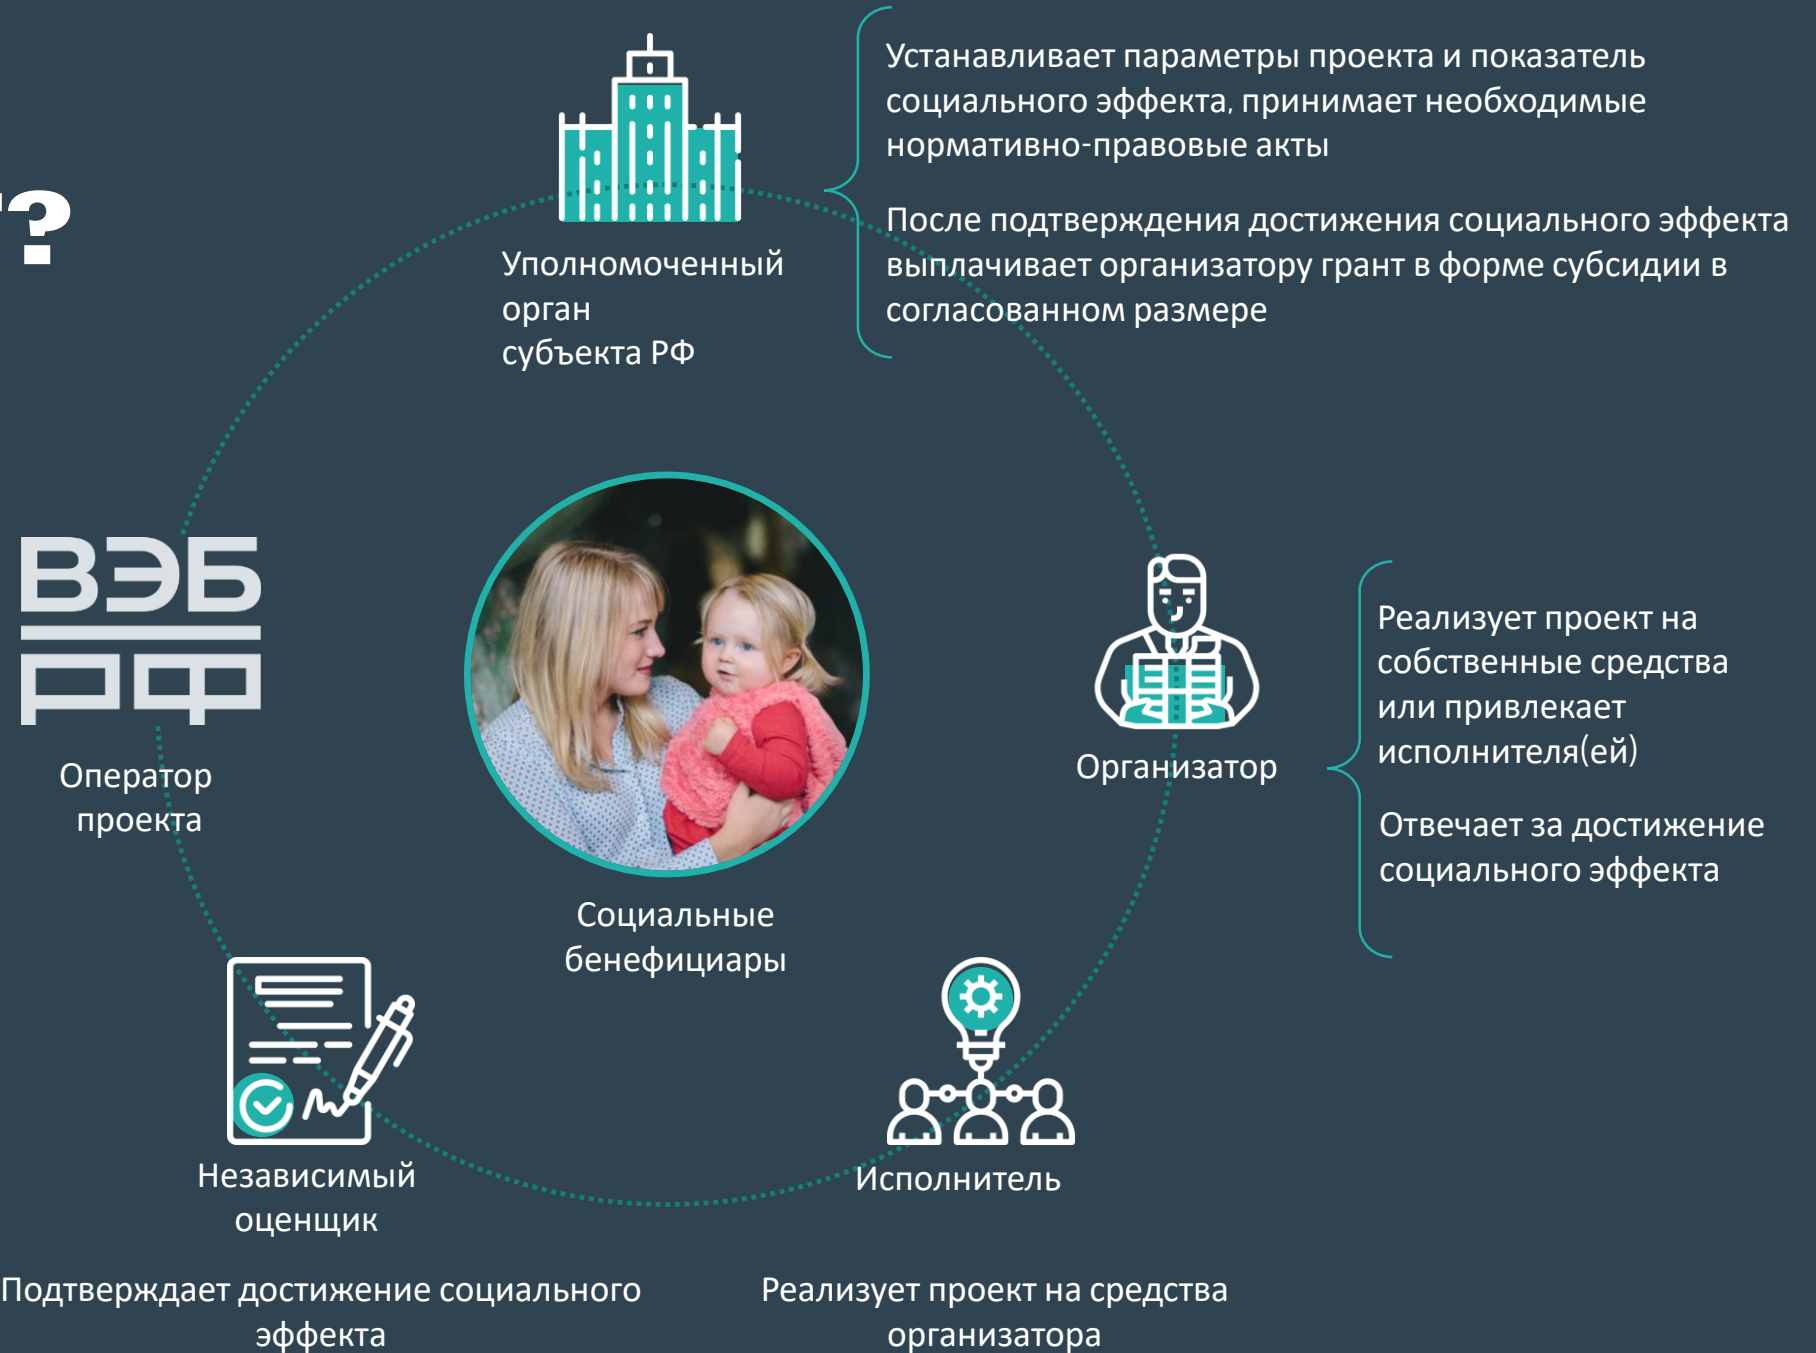 ?
Устанавливает параметры проекта и показатель
социального эффекта, принимает необходимые
нормативно-правовые акты
После подтверждения достижения социального эффекта
выплачивает организатору грант в форме субсидии в
согласованном размере
Уполномоченный
орган
субъекта РФ
ВЭБ
РФ
Оператор
проекта
Социальные
бенефициары
Организатор
Реализует проект на
собственные средства
или привлекает
исполнителя(ей)
Отвечает за достижение
социального эффекта
Независимый
оценщик
Подтверждает достижение социального
эффекта
Исполнитель
Реализует проект на средства
организатора